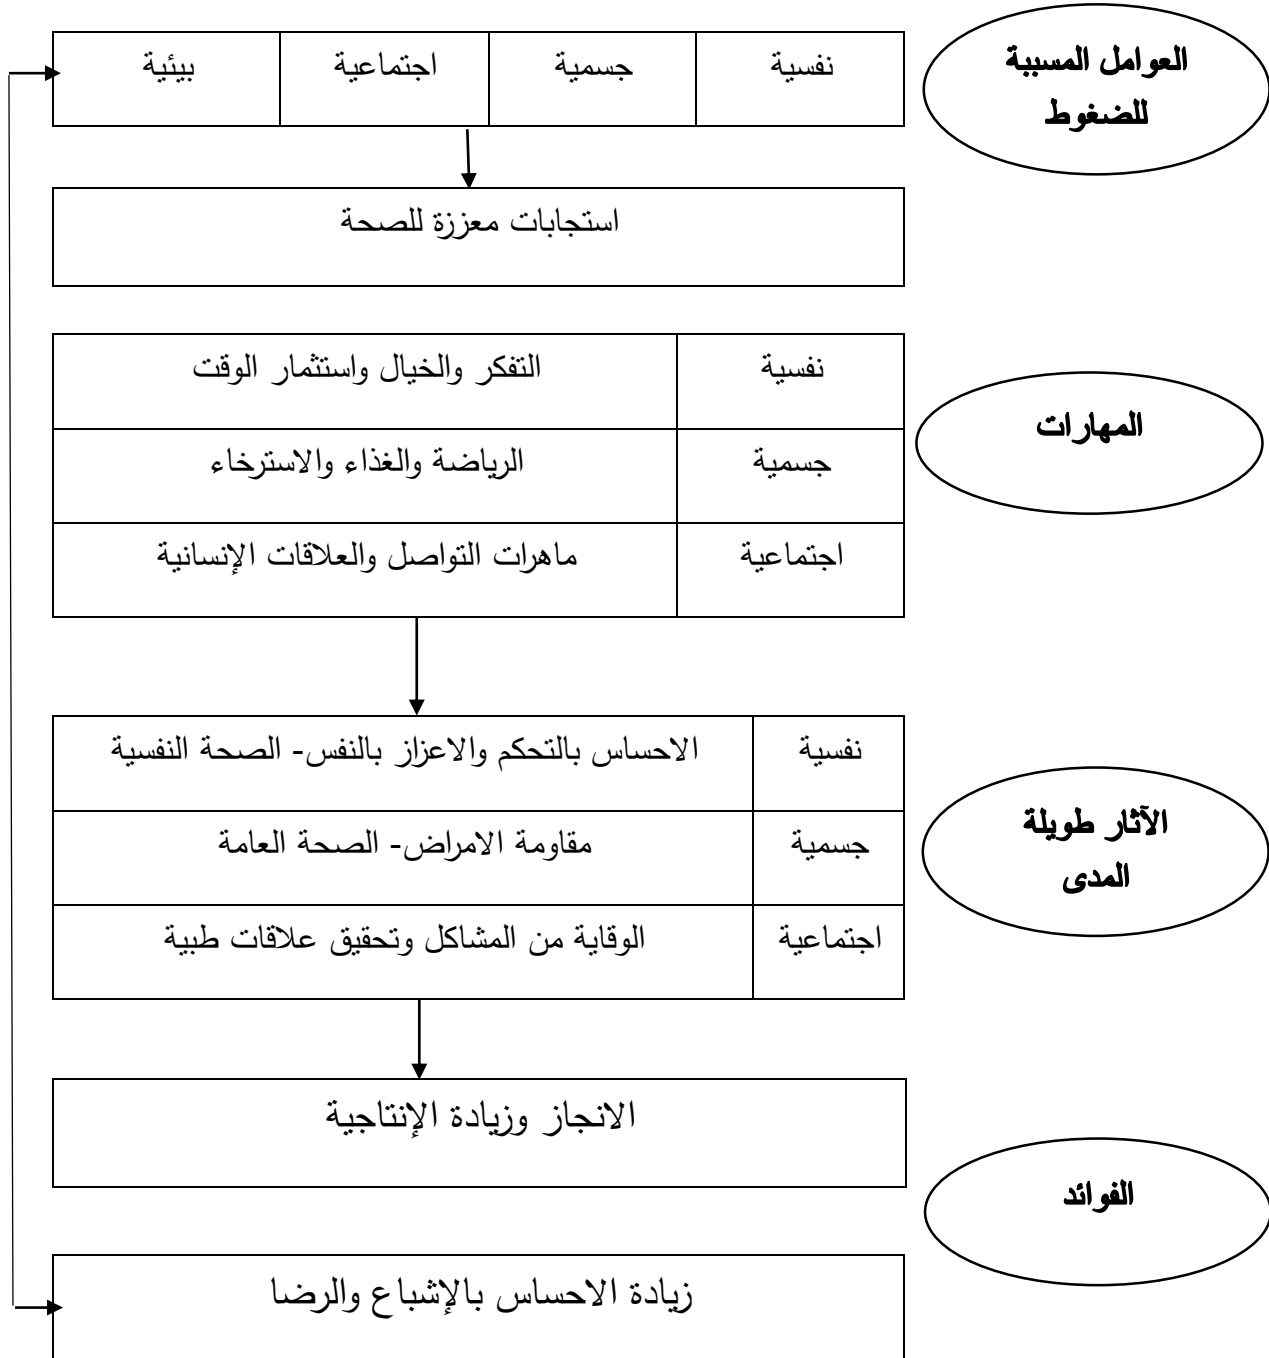 العوامل المسببة
للضغوط
نفسية جسمية اجتماعية بيئية
استجابات معززة للصحة
المهارات
نفسية التفكر والخيال واستثمار الوقت
جسمية الرياضة والغذاء والاسترخاء
اجتماعية ماهرات التواصل والعلاقات الإنسانية
الآثار طويلة
المدى
نفسية الاحساس بالتحكم والاعزاز بالنفس- الصحة النفسية
جسمية مقاومة الامراض- الصحة العامة
اجتماعية الوقاية من المشاكل وتحقيق علاقات طبية
الفوائد
الانجاز وزيادة الإنتاجية
زيادة الاحساس بالإشباع والرضا